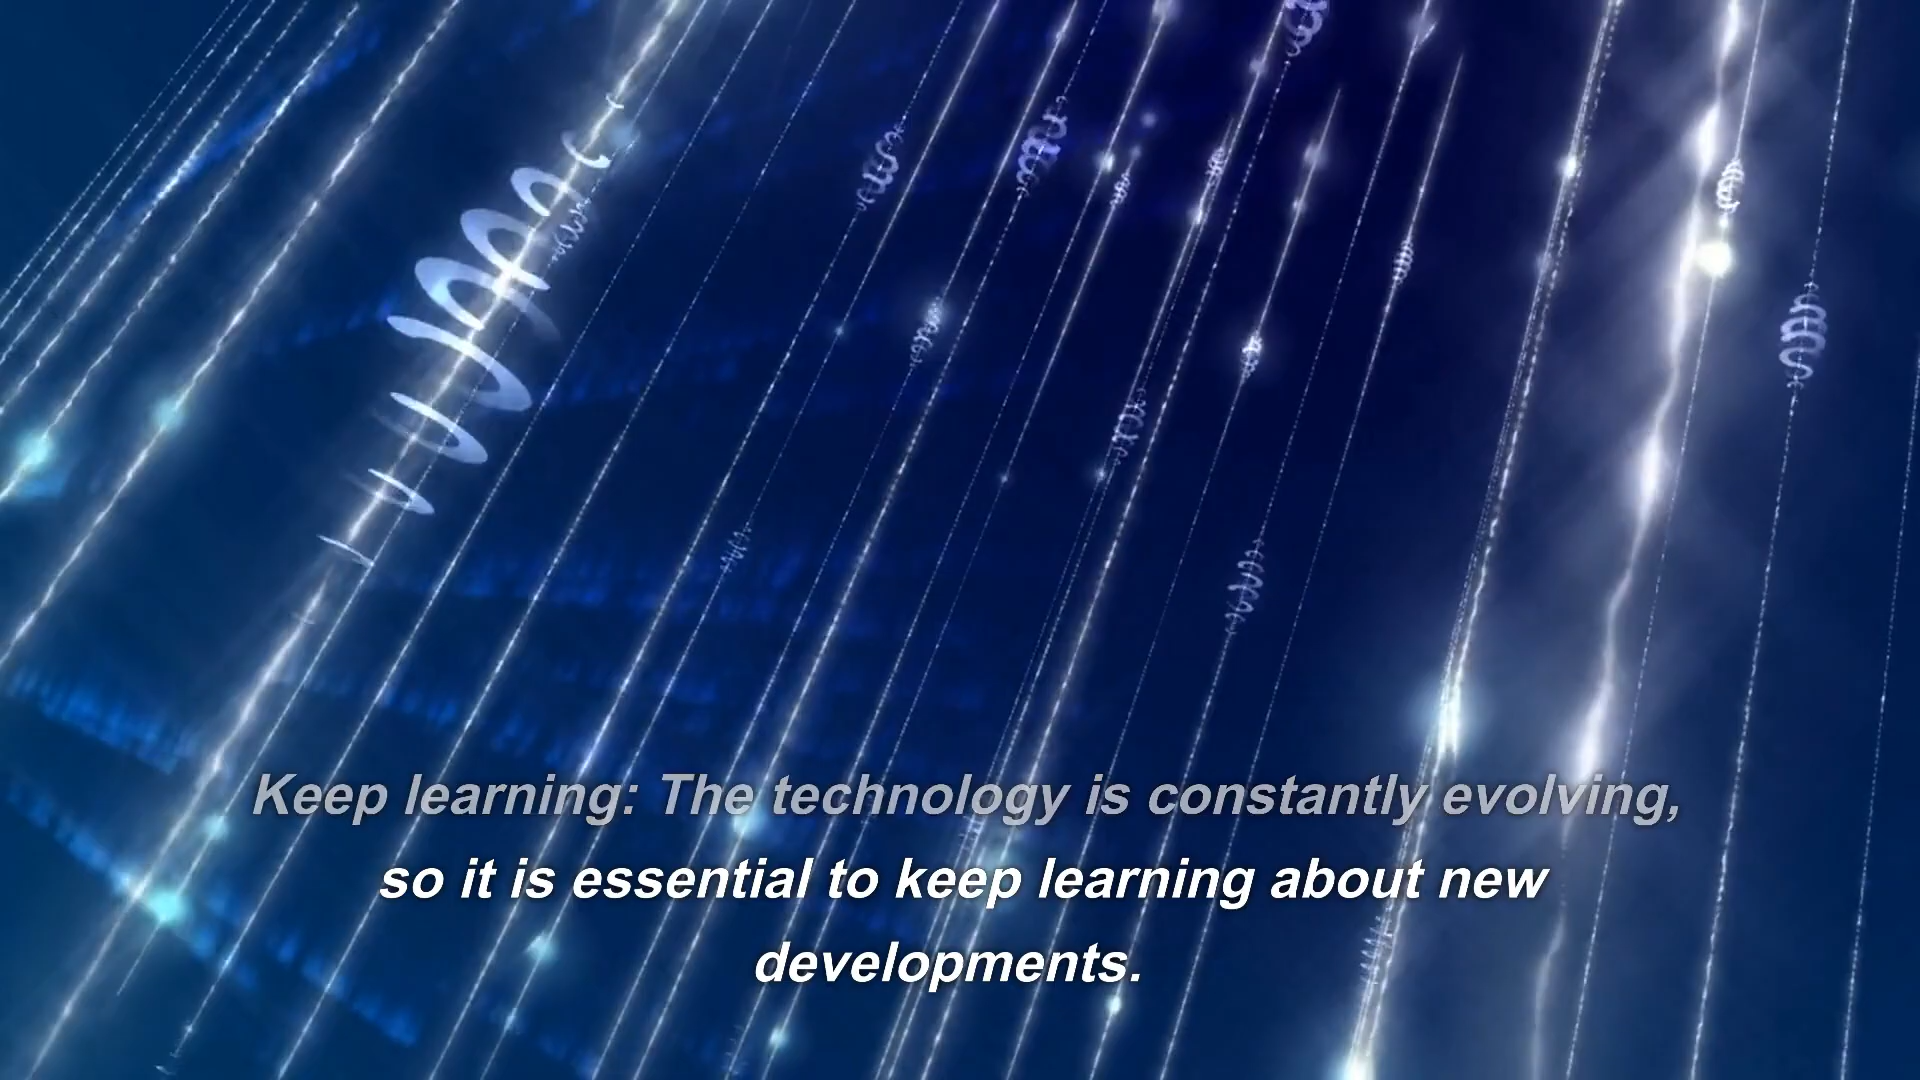 Keep learning: The technology is constantly evolving,
so it is essential to keep learning about new
developments.